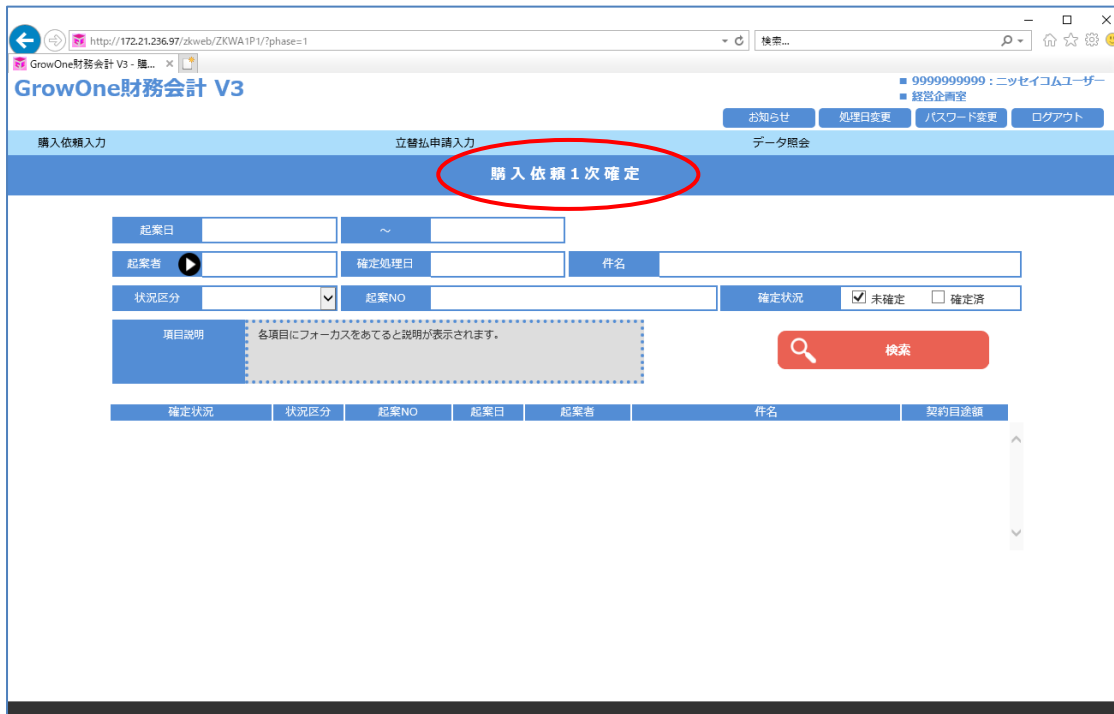 http://172.21.236.97/zkweb/ZKWA1P1/?phase=1
検索...
GrowOne財務会計 V3 - 購...
GrowOne財務会計 V3
■ 9999999999：ニッセイコムユーザー
■ 経営企画室
お知らせ 処理日変更 パスワード変更 ログアウト
購入依頼入力 立替払申請入力 データ照会
購入依頼1次確定
起案日 ～
起案者 確定処理日 件名
状況区分 起案NO 確定状況 未確定 確定済
項目説明 各項目にフォーカスをあてると説明が表示されます。
検索
確定状況 状況区分 起案NO 起案日 起案者 件名 契約目途額